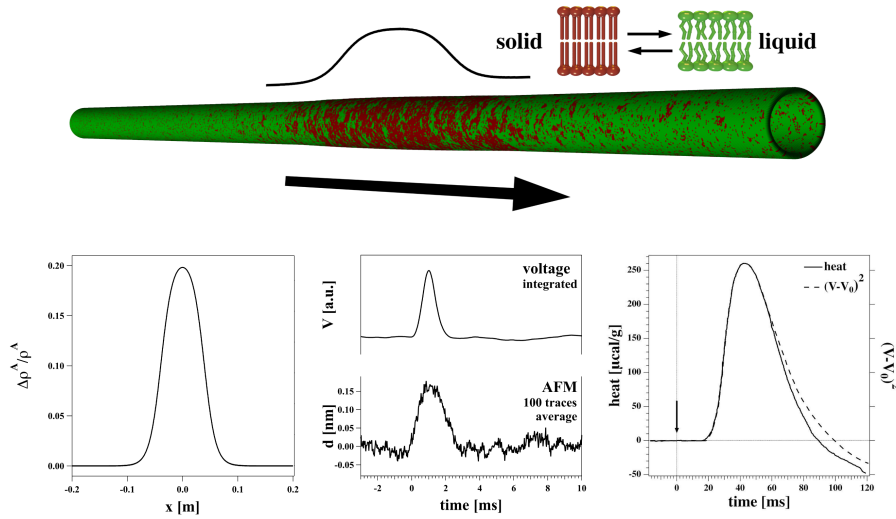 solid
liquid
Δρᴬ/ρᴬ
0.20
0.15
0.10
0.05
0.00
-0.2
-0.1
0.0
0.1
0.2
x [m]
V [a.u.]
voltage
integrated
d [nm]
0.15
0.10
0.05
0.00
-0.05
AFM
100 traces
average
0
2
4
6
8
10
time [ms]
heat [µcal/g]
250
200
150
100
50
0
-50
heat
(V-V₀)²
0
20
40
60
80
100
120
time [ms]
(V-V₀)²